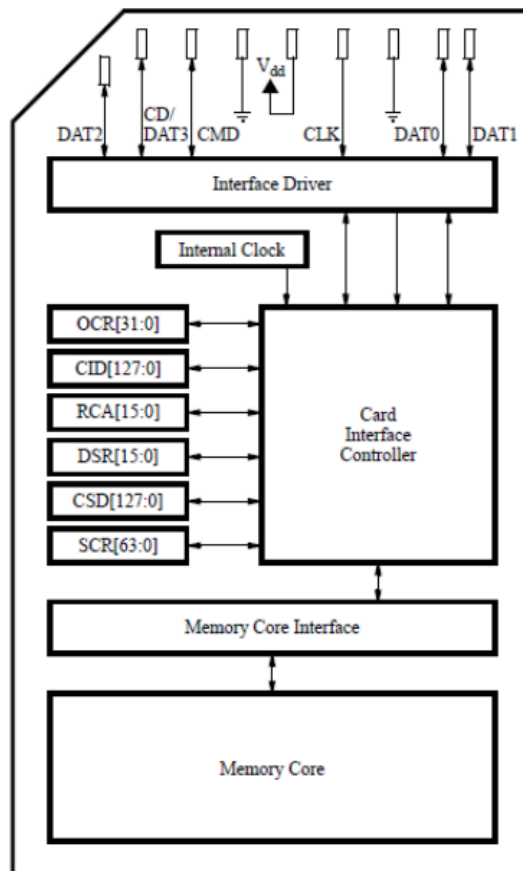 Vdd
CD/
DAT2 DAT3 CMD CLK DAT0 DAT1
Interface Driver
Internal Clock
OCR[31:0]
CID[127:0]
RCA[15:0]
DSR[15:0]
CSD[127:0]
SCR[63:0]
Card
Interface
Controller
Memory Core Interface
Memory Core